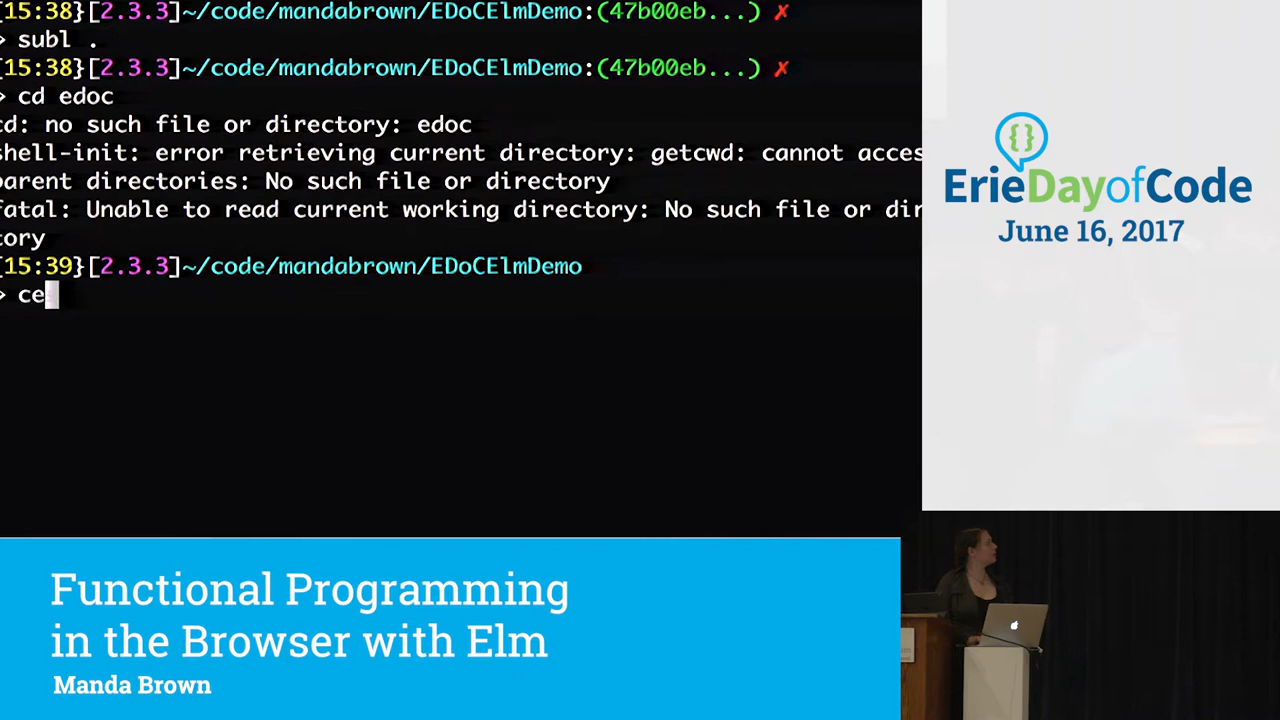 [15:38}[2.3.3]~/code/mandabrown/EDoCElmDemo:(47b00eb...) ✗
> subl .
[15:38}[2.3.3]~/code/mandabrown/EDoCElmDemo:(47b00eb...) ✗
> cd edoc
cd: no such file or directory: edoc
shell-init: error retrieving current directory: getcwd: cannot acces
parent directories: No such file or directory
fatal: Unable to read current working directory: No such file or dir
tory
[15:39}[2.3.3]~/code/mandabrown/EDoCElmDemo
> ce
{}
ErieDayofCode
June 16, 2017
Functional Programming
in the Browser with Elm
Manda Brown